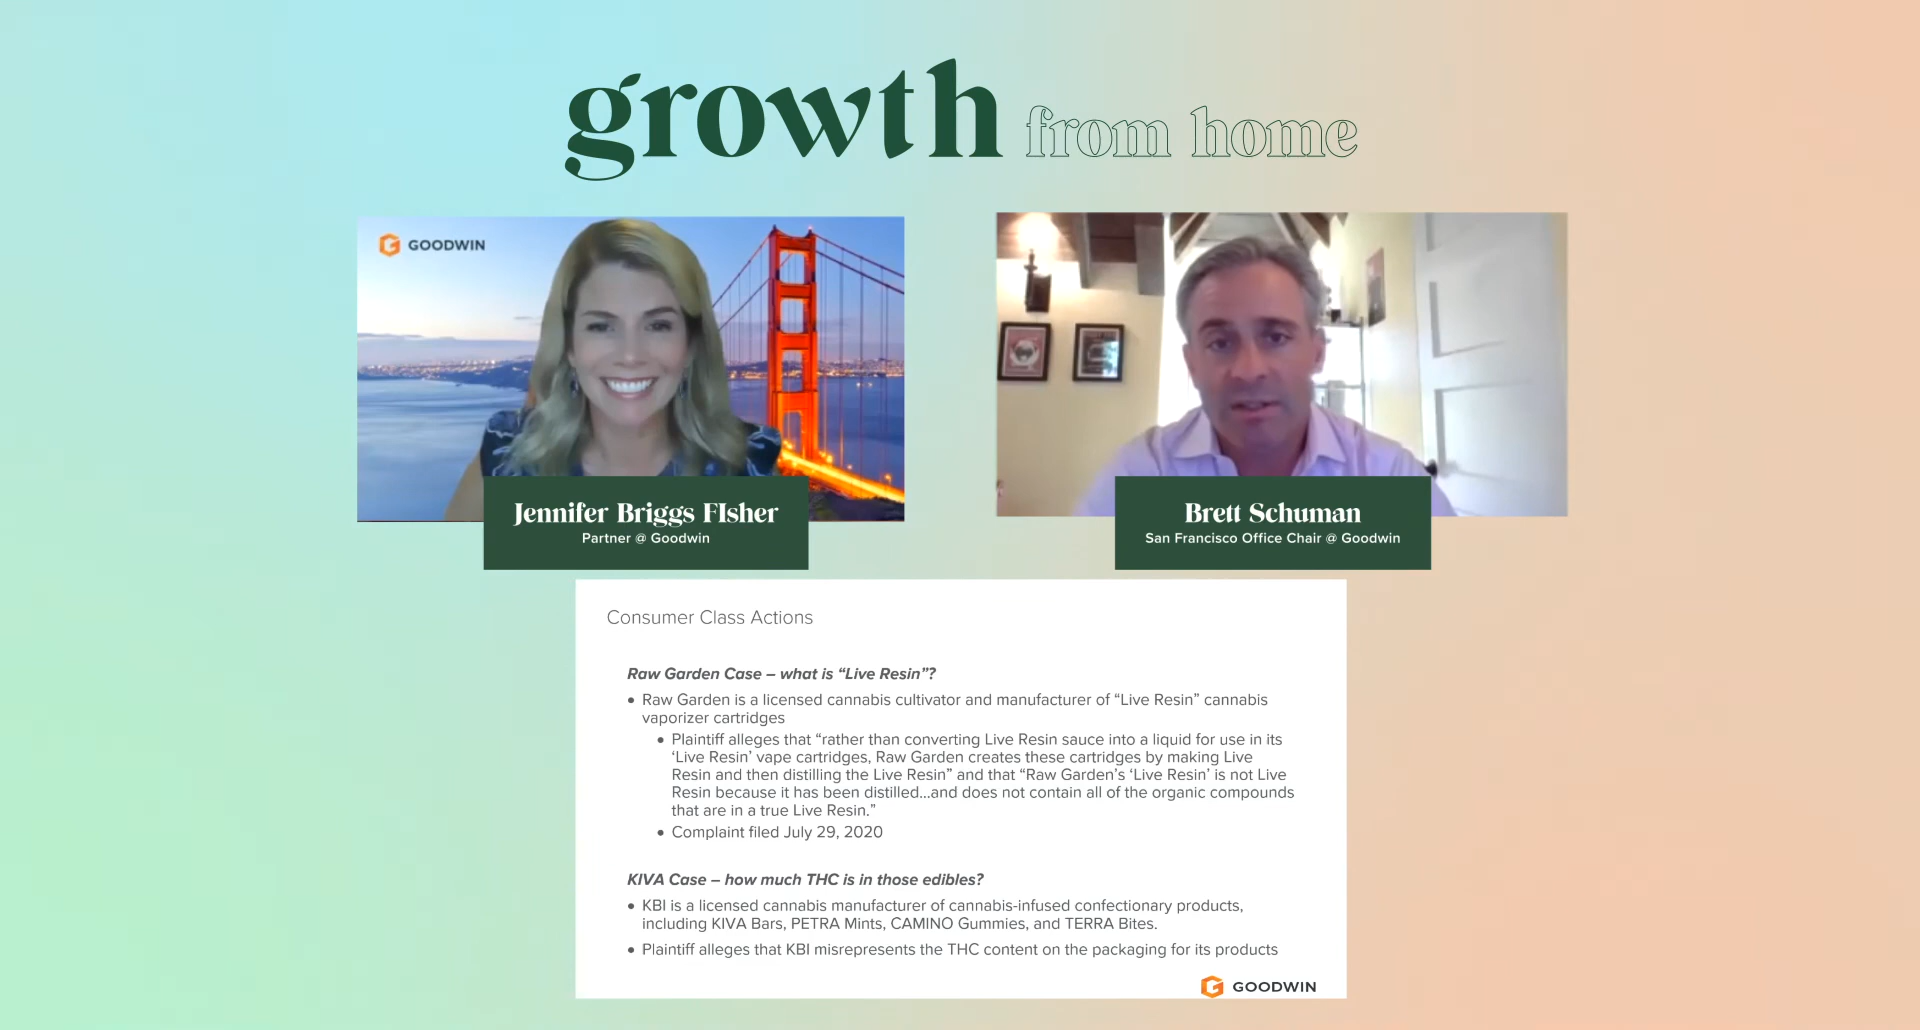 growth from home
GOODWIN
Jennifer Briggs FIsher
Partner @ Goodwin
Brett Schuman
San Francisco Office Chair @ Goodwin
Consumer Class Actions
Raw Garden Case – what is “Live Resin”?
• Raw Garden is a licensed cannabis cultivator and manufacturer of “Live Resin” cannabis
vaporizer cartridges
• Plaintiff alleges that “rather than converting Live Resin sauce into a liquid for use in its
‘Live Resin’ vape cartridges, Raw Garden creates these cartridges by making Live
Resin and then distilling the Live Resin” and that “Raw Garden’s ‘Live Resin’ is not Live
Resin because it has been distilled...and does not contain all of the organic compounds
that are in a true Live Resin.”
• Complaint filed July 29, 2020
KIVA Case – how much THC is in those edibles?
• KBI is a licensed cannabis manufacturer of cannabis-infused confectionary products,
including KIVA Bars, PETRA Mints, CAMINO Gummies, and TERRA Bites.
• Plaintiff alleges that KBI misrepresents the THC content on the packaging for its products
GOODWIN